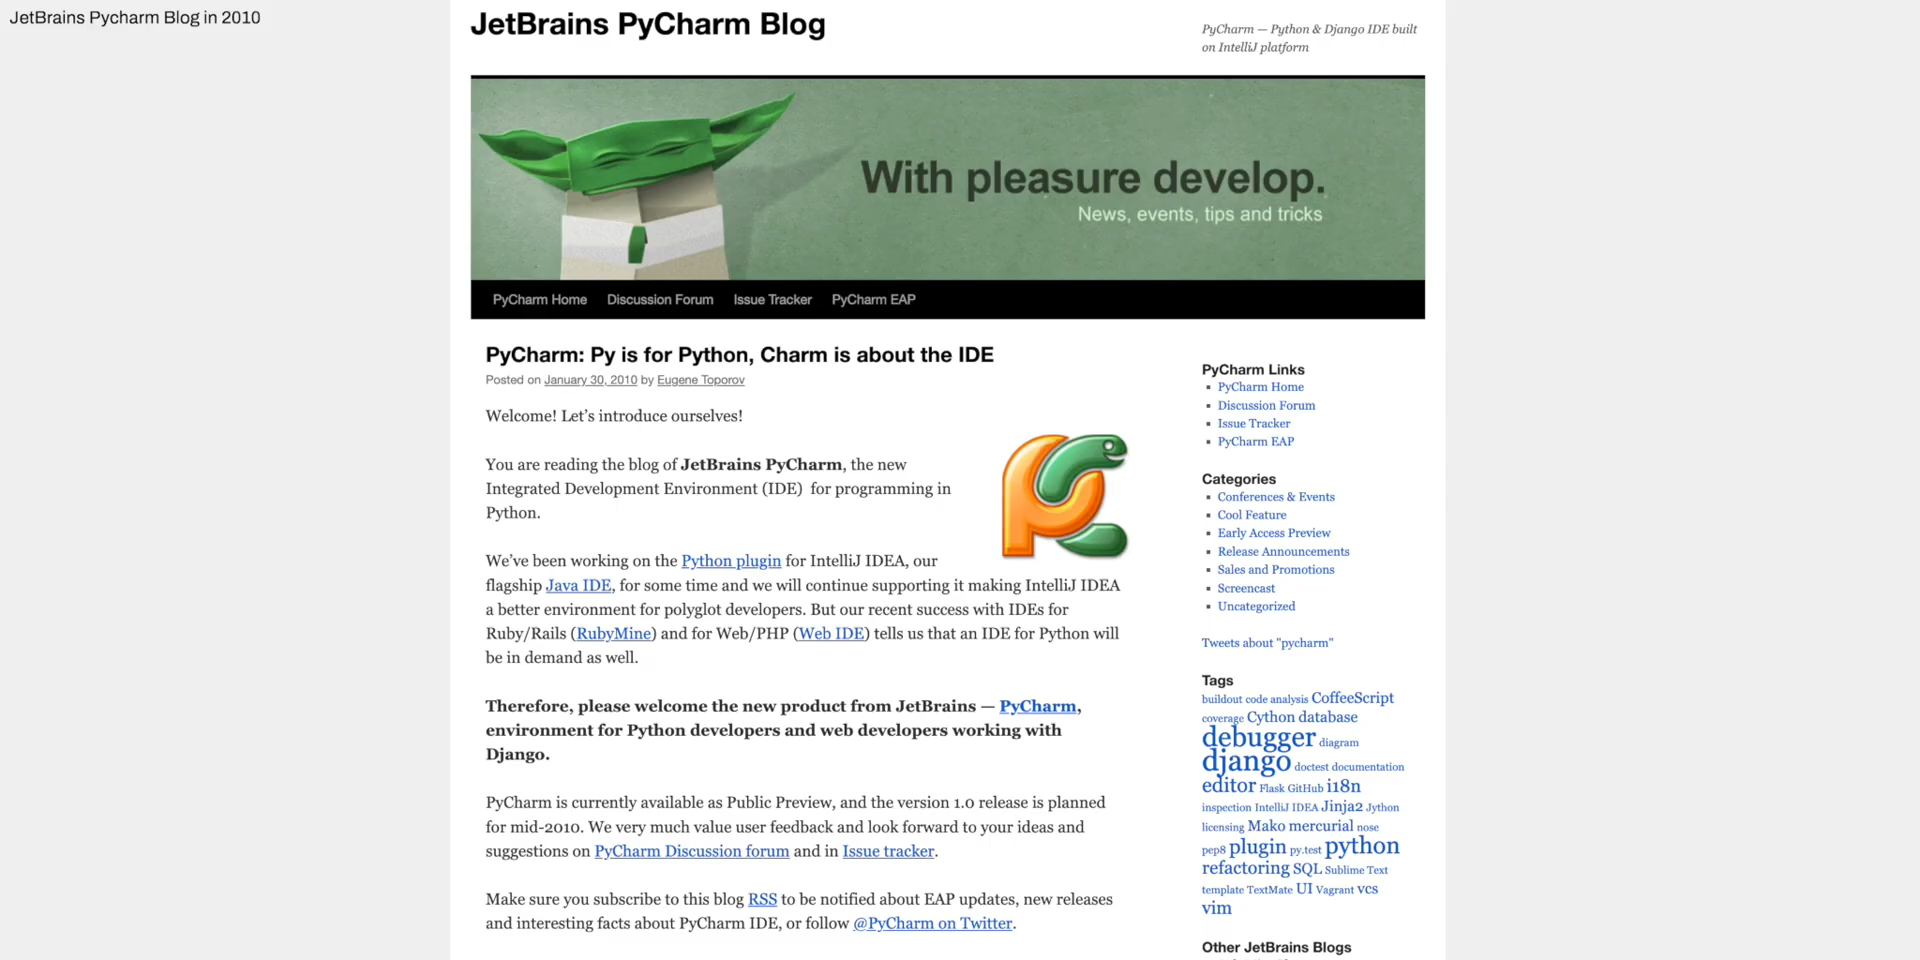 JetBrains Pycharm Blog in 2010
JetBrains PyCharm Blog
PyCharm — Python & Django IDE built
on IntelliJ platform
With pleasure develop.
News, events, tips and tricks
PyCharm Home Discussion Forum Issue Tracker PyCharm EAP
PyCharm: Py is for Python, Charm is about the IDE
Posted on January 30, 2010 by Eugene Toporov
Welcome! Let’s introduce ourselves!
You are reading the blog of JetBrains PyCharm, the new
Integrated Development Environment (IDE)  for programming in
Python.
We’ve been working on the Python plugin for IntelliJ IDEA, our
flagship Java IDE, for some time and we will continue supporting it making IntelliJ IDEA
a better environment for polyglot developers. But our recent success with IDEs for
Ruby/Rails (RubyMine) and for Web/PHP (Web IDE) tells us that an IDE for Python will
be in demand as well.
Therefore, please welcome the new product from JetBrains — PyCharm,
environment for Python developers and web developers working with
Django.
PyCharm is currently available as Public Preview, and the version 1.0 release is planned
for mid-2010. We very much value user feedback and look forward to your ideas and
suggestions on PyCharm Discussion forum and in Issue tracker.
Make sure you subscribe to this blog RSS to be notified about EAP updates, new releases
and interesting facts about PyCharm IDE, or follow @PyCharm on Twitter.
PC
PyCharm Links
PyCharm Home
Discussion Forum
Issue Tracker
PyCharm EAP
Categories
Conferences & Events
Cool Feature
Early Access Preview
Release Announcements
Sales and Promotions
Screencast
Uncategorized
Tweets about "pycharm"
Tags
buildout code analysis CoffeeScript
coverage Cython database
debugger diagram
django doctest documentation
editor Flask GitHub i18n
inspection IntelliJ IDEA Jinja2 Jython
licensing Mako mercurial nose
pep8 plugin py.test python
refactoring SQL Sublime Text
template TextMate UI Vagrant vcs
vim
Other JetBrains Blogs